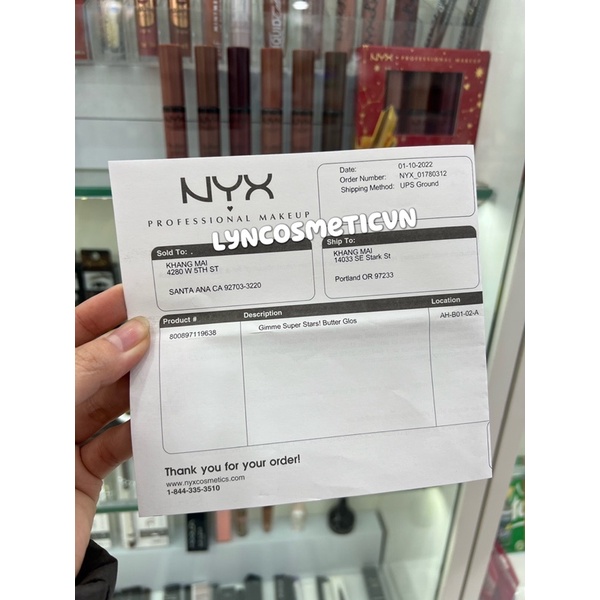 NYX
PROFESSIONAL MAKEUP
NYX
PROFESSIONAL MAKEUP
Date: 01-10-2022
Order Number: NYX_01780312
Shipping Method: UPS Ground
LYNCOSMETICVN
Sold To: .
KHANG MAI
4280 W 5TH ST
SANTA ANA CA 92703-3220
Ship To:
KHANG MAI
14033 SE Stark St
Portland OR 97233
Product # Description Location
800897119638 Gimme Super Stars! Butter Glos AH-B01-02-A
Thank you for your order!
www.nyxcosmetics.com
1-844-335-3510